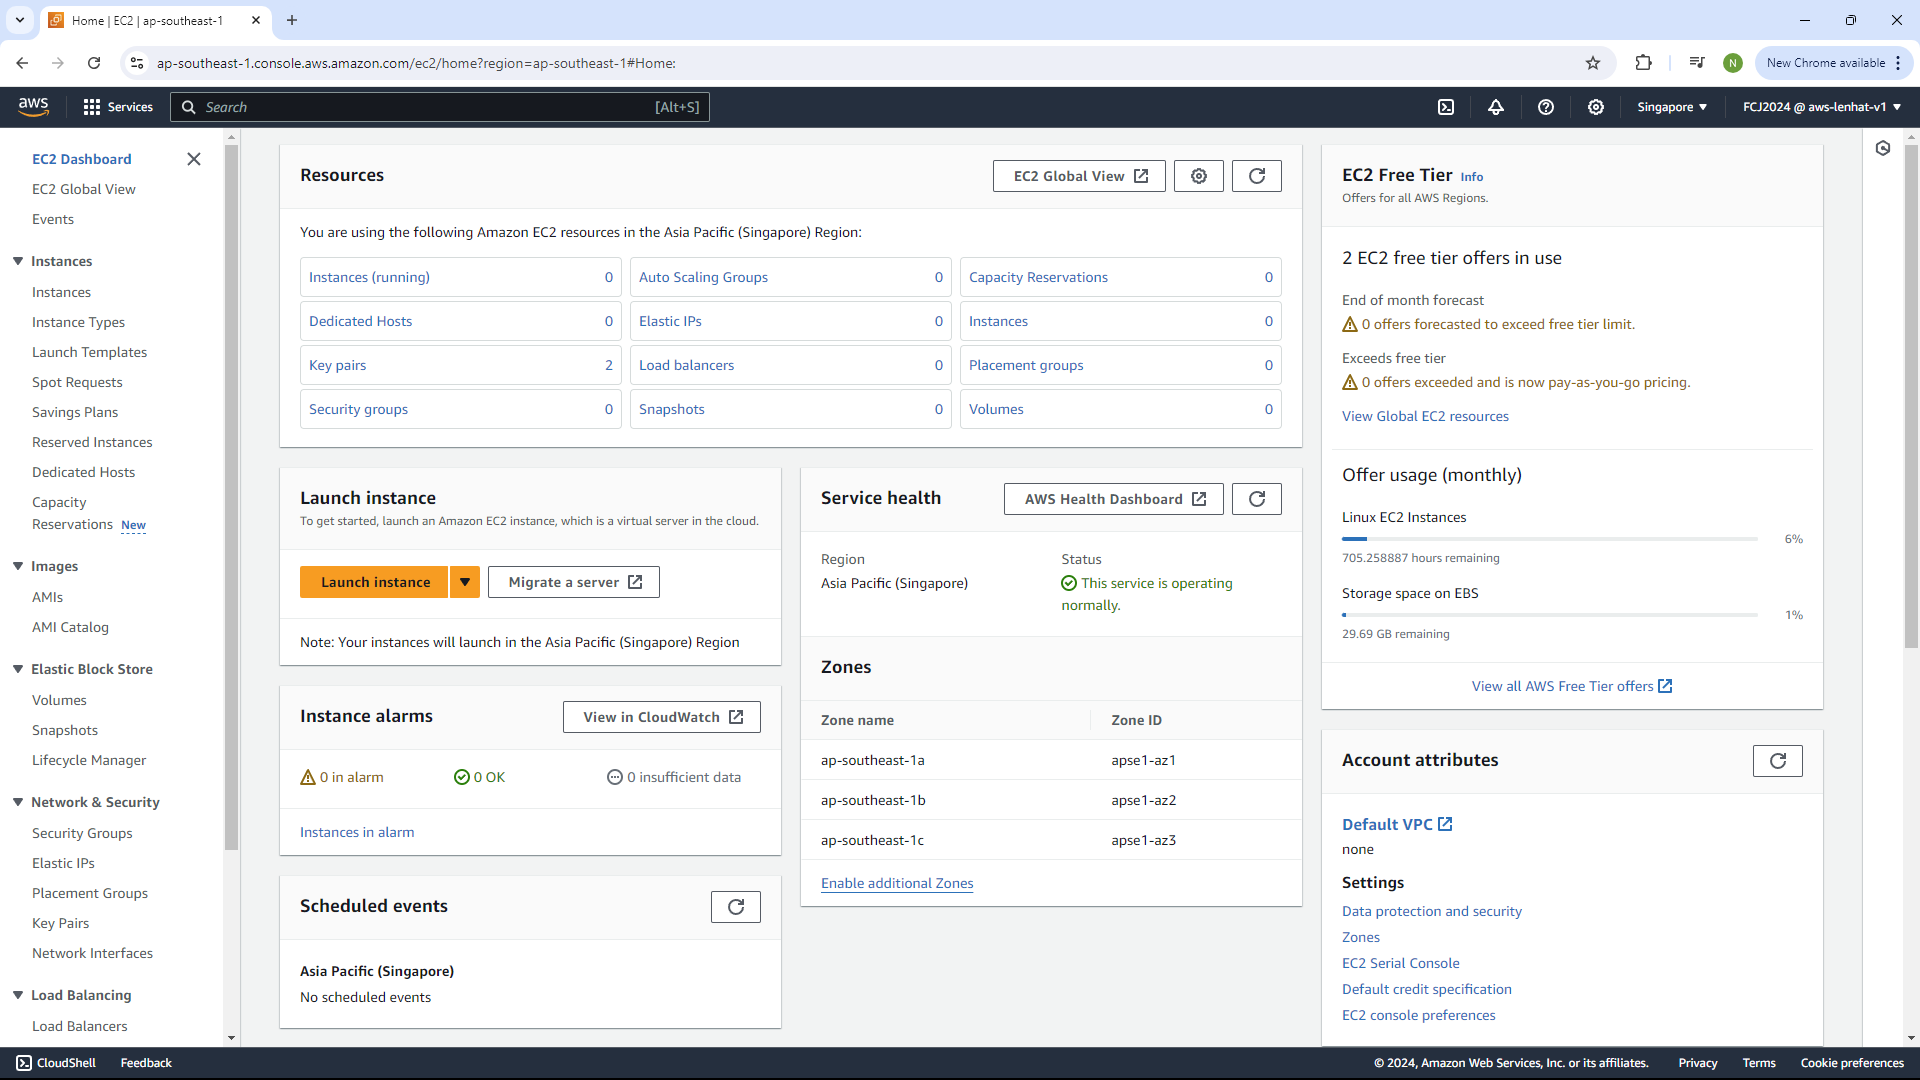 Home | EC2 | ap-southeast-1
ap-southeast-1.console.aws.amazon.com/ec2/home?region=ap-southeast-1#Home:
N
New Chrome available
aws
Services
Search
[Alt+S]
Singapore
FCJ2024 @ aws-lenhat-v1
EC2 Dashboard
EC2 Global View
Events
Instances
Instances
Instance Types
Launch Templates
Spot Requests
Savings Plans
Reserved Instances
Dedicated Hosts
Capacity
Reservations New
Images
AMIs
AMI Catalog
Elastic Block Store
Volumes
Snapshots
Lifecycle Manager
Network & Security
Security Groups
Elastic IPs
Placement Groups
Key Pairs
Network Interfaces
Load Balancing
Load Balancers
Resources
EC2 Global View
You are using the following Amazon EC2 resources in the Asia Pacific (Singapore) Region:
Instances (running) 0
Auto Scaling Groups 0
Capacity Reservations 0
Dedicated Hosts 0
Elastic IPs 0
Instances 0
Key pairs 2
Load balancers 0
Placement groups 0
Security groups 0
Snapshots 0
Volumes 0
Launch instance
To get started, launch an Amazon EC2 instance, which is a virtual server in the cloud.
Launch instance
Migrate a server
Note: Your instances will launch in the Asia Pacific (Singapore) Region
Instance alarms
View in CloudWatch
0 in alarm
0 OK
0 insufficient data
Instances in alarm
Scheduled events
Asia Pacific (Singapore)
No scheduled events
Service health
AWS Health Dashboard
Region
Asia Pacific (Singapore)
Status
This service is operating
normally.
Zones
Zone name Zone ID
ap-southeast-1a apse1-az1
ap-southeast-1b apse1-az2
ap-southeast-1c apse1-az3
Enable additional Zones
EC2 Free Tier Info
Offers for all AWS Regions.
2 EC2 free tier offers in use
End of month forecast
0 offers forecasted to exceed free tier limit.
Exceeds free tier
0 offers exceeded and is now pay-as-you-go pricing.
View Global EC2 resources
Offer usage (monthly)
Linux EC2 Instances
6%
705.258887 hours remaining
Storage space on EBS
1%
29.69 GB remaining
View all AWS Free Tier offers
Account attributes
Default VPC
none
Settings
Data protection and security
Zones
EC2 Serial Console
Default credit specification
EC2 console preferences
CloudShell
Feedback
© 2024, Amazon Web Services, Inc. or its affiliates.
Privacy
Terms
Cookie preferences